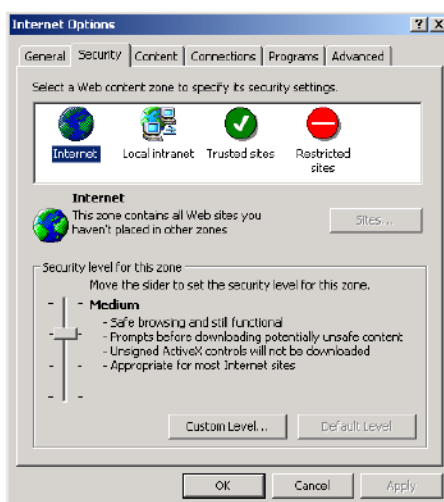 Internet Options
General Security Content Connections Programs Advanced
Select a Web content zone to specify its security settings.
Internet Local intranet Trusted sites Restricted
sites
Internet
This zone contains all Web sites you
haven't placed in other zones
Sites...
Security level for this zone
Move the slider to set the security level for this zone.
Medium
- Safe browsing and still functional
- Prompts before downloading potentially unsafe content
- Unsigned ActiveX controls will not be downloaded
- Appropriate for most Internet sites
Custom Level... Default Level
OK Cancel Apply